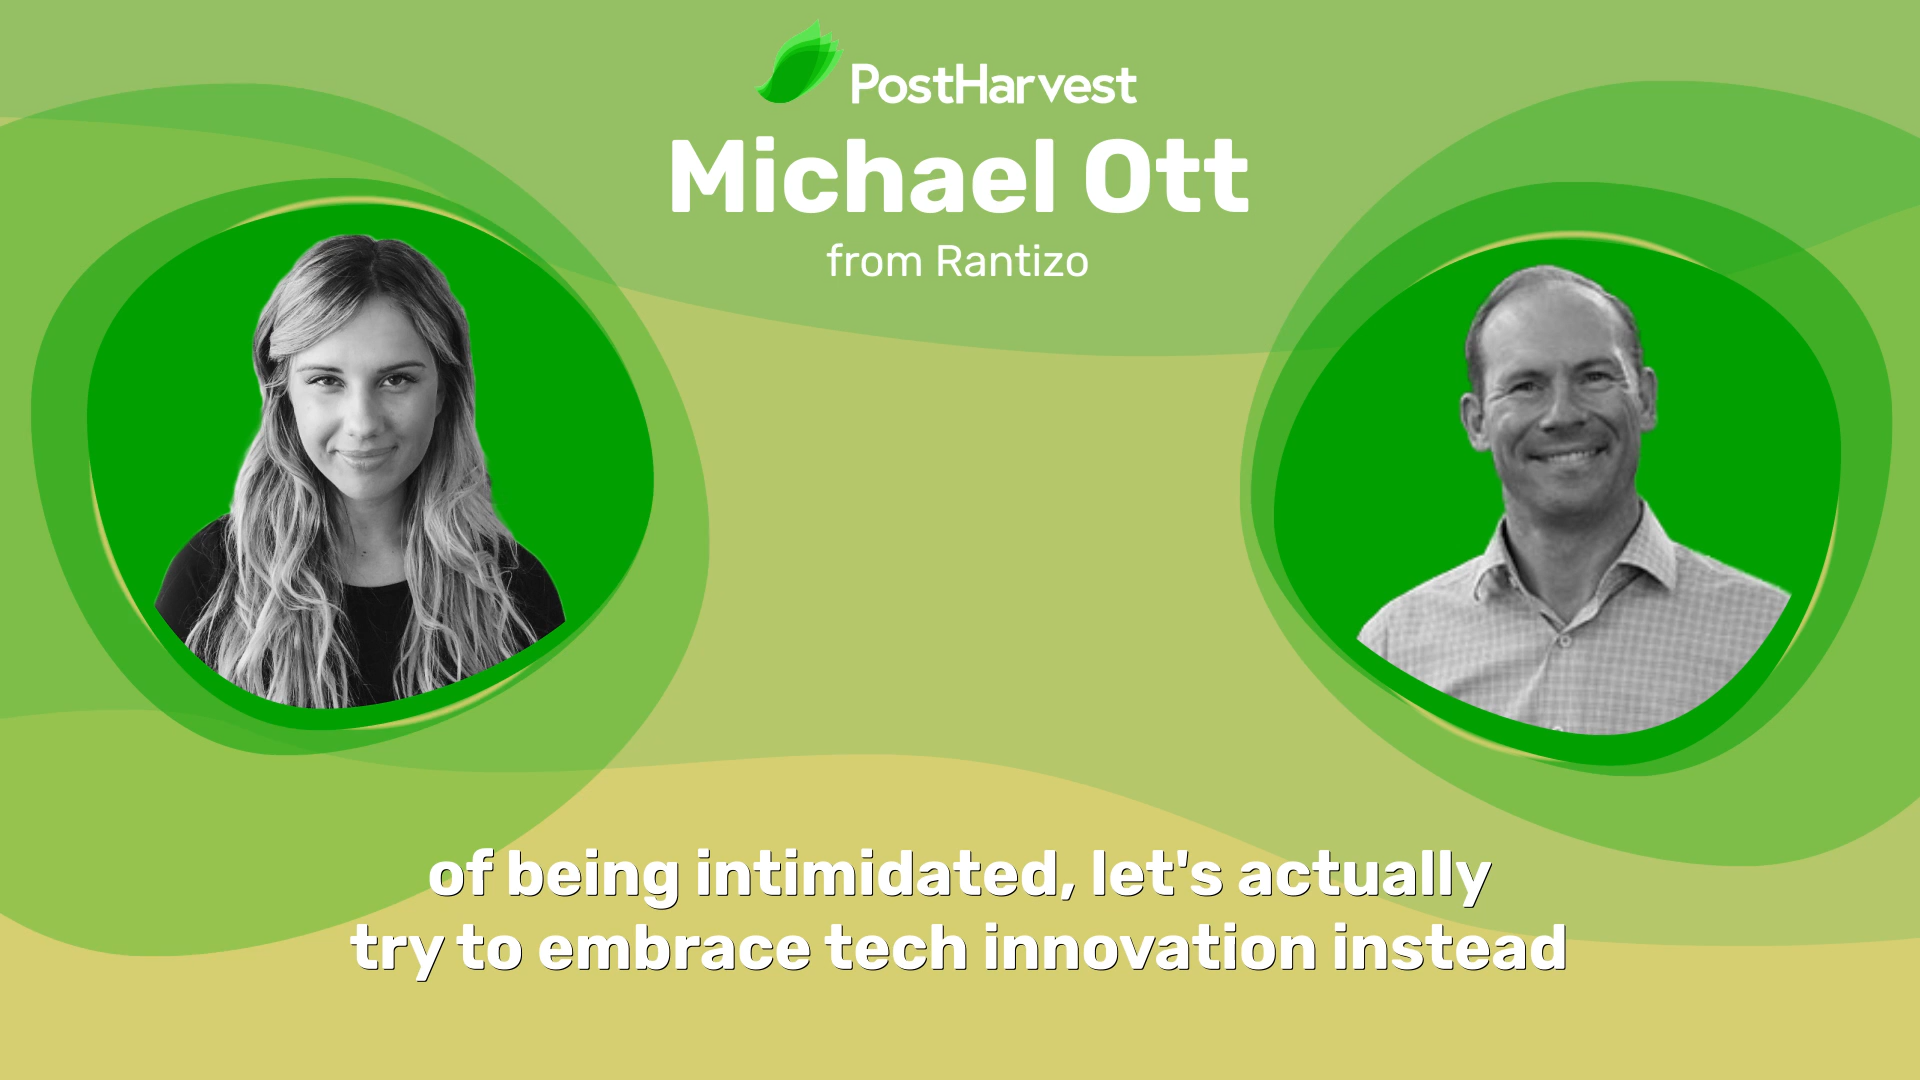 PostHarvest
Michael Ott
from Rantizo
of being intimidated, let's actually
try to embrace tech innovation instead